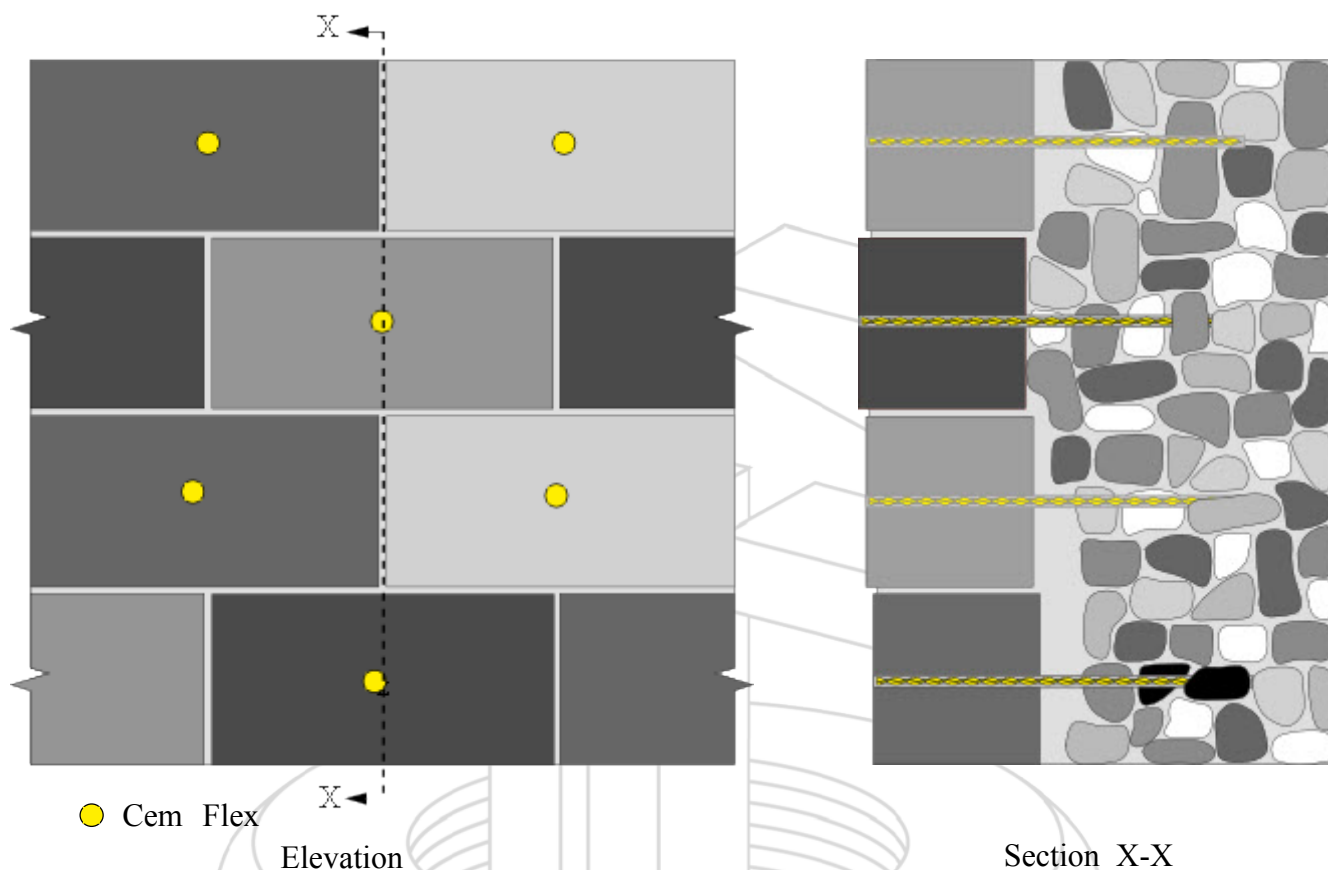 X
X
Cem Flex
Elevation
Section X-X